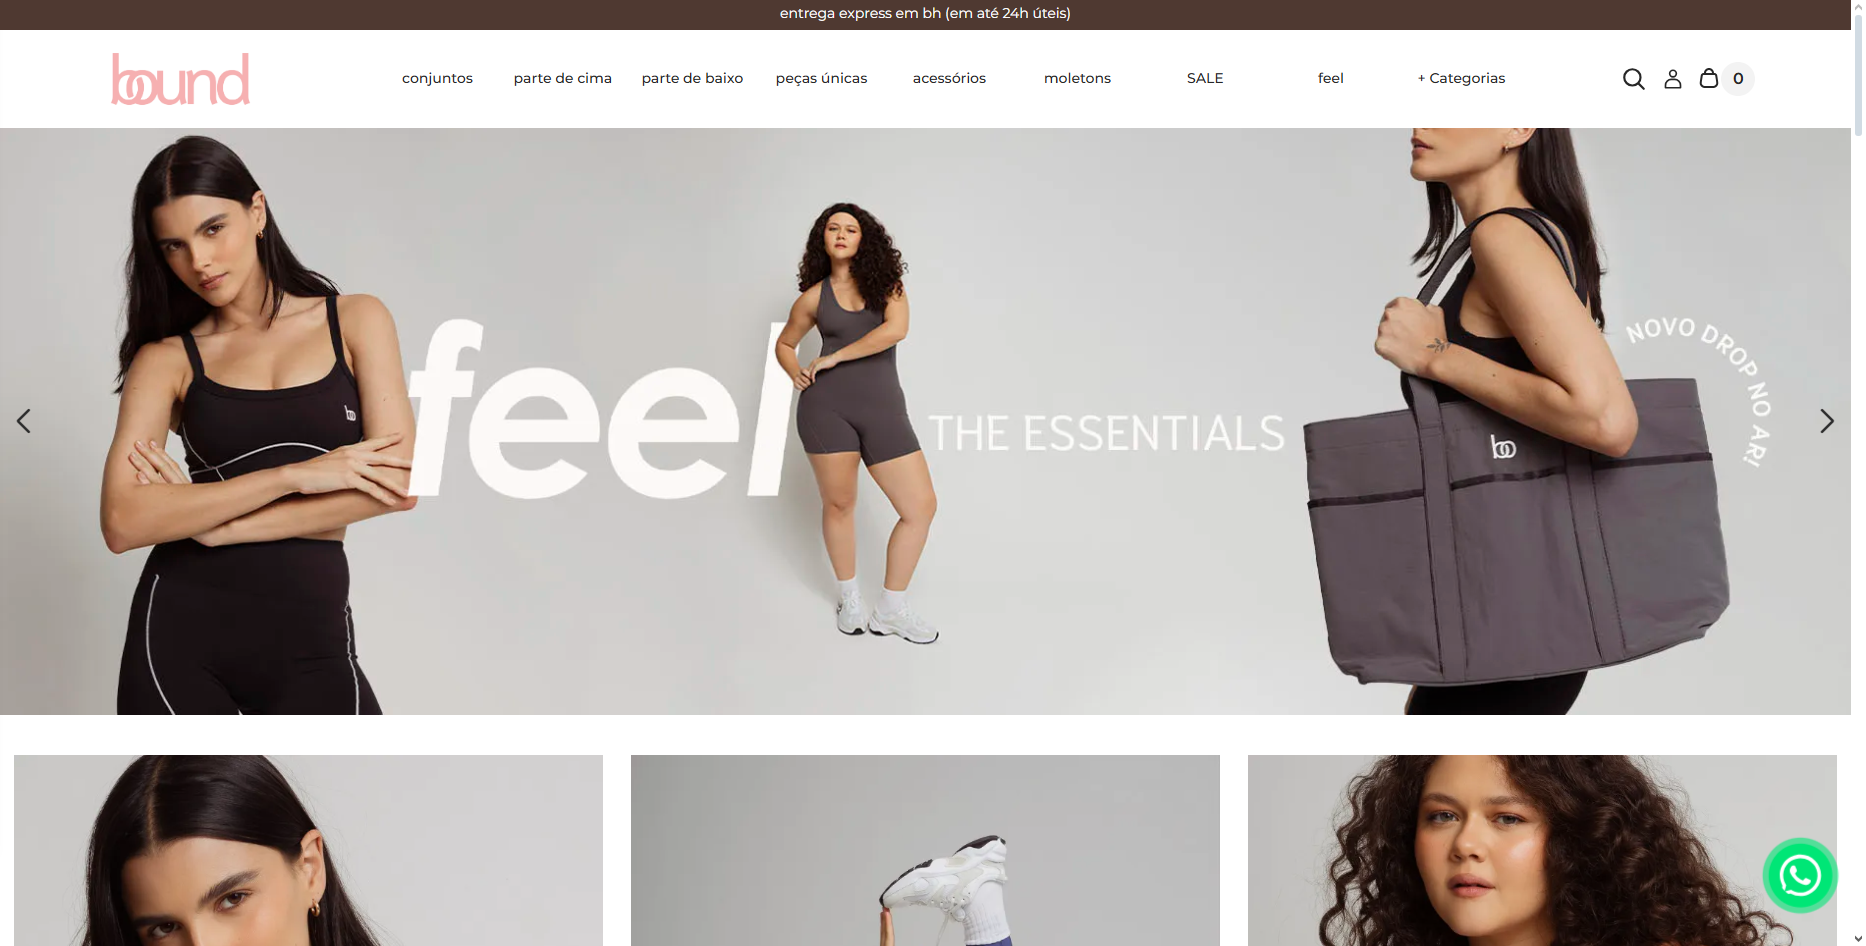 entrega express em bh (em até 24h úteis)
bound
conjuntos parte de cima parte de baixo peças únicas acessórios moletons SALE feel + Categorias 0
feel
THE ESSENTIALS
NOVO DROP NO AR!
bo